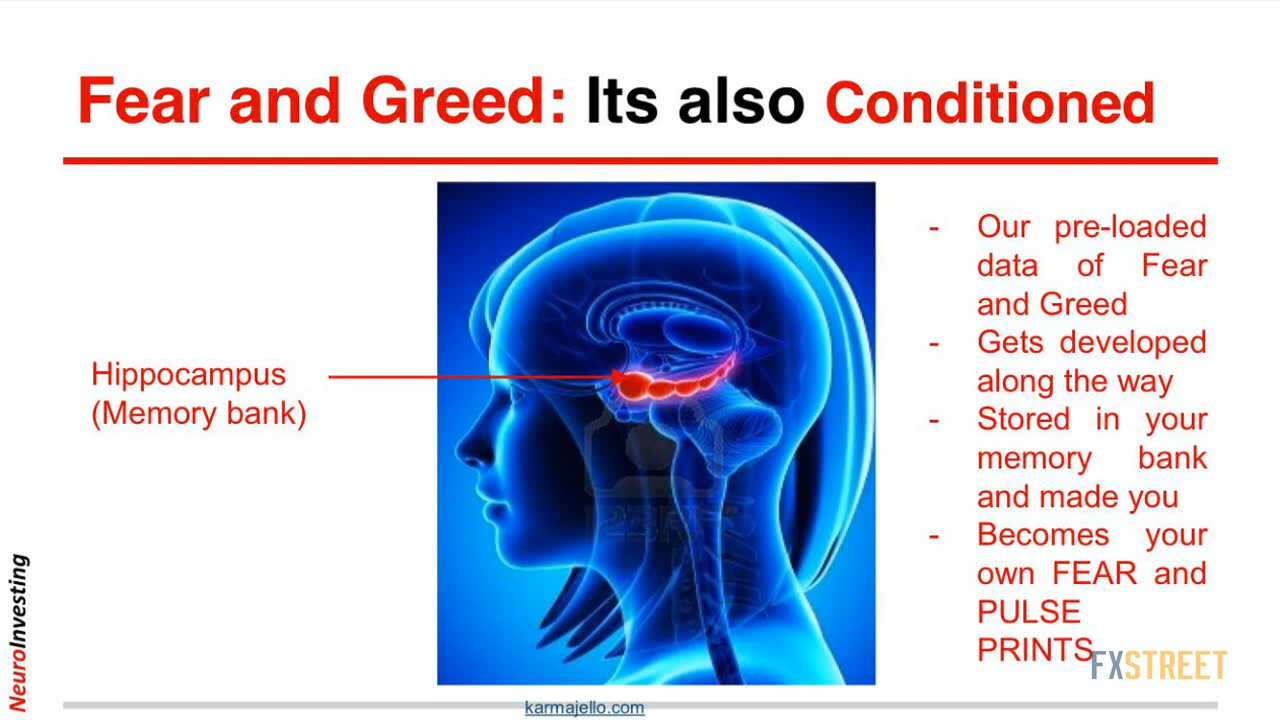 Fear and Greed: Its also Conditioned
Hippocampus
(Memory bank)
- Our pre-loaded
data of Fear
and Greed
- Gets developed
along the way
- Stored in your
memory bank
and made you
- Becomes your
own FEAR and
PULSE
PRINTS
FXSTREET
NeuroInvesting
karmajello.com